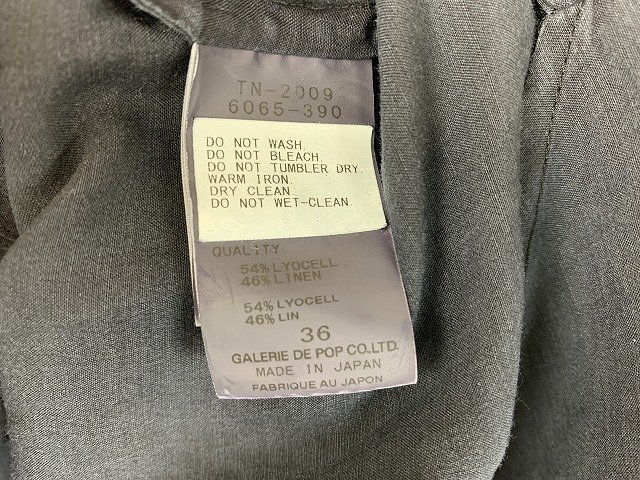 TN-2009
6065-390
DO NOT WASH.
DO NOT BLEACH.
DO NOT TUMBLER DRY.
WARM IRON.
DRY CLEAN.
DO NOT WET-CLEAN.
QUALITY
54% LYOCELL
46% LINEN
54% LYOCELL
46% LIN
36
GALERIE DE POP CO.LTD.
MADE IN JAPAN
FABRIQUE AU JAPON